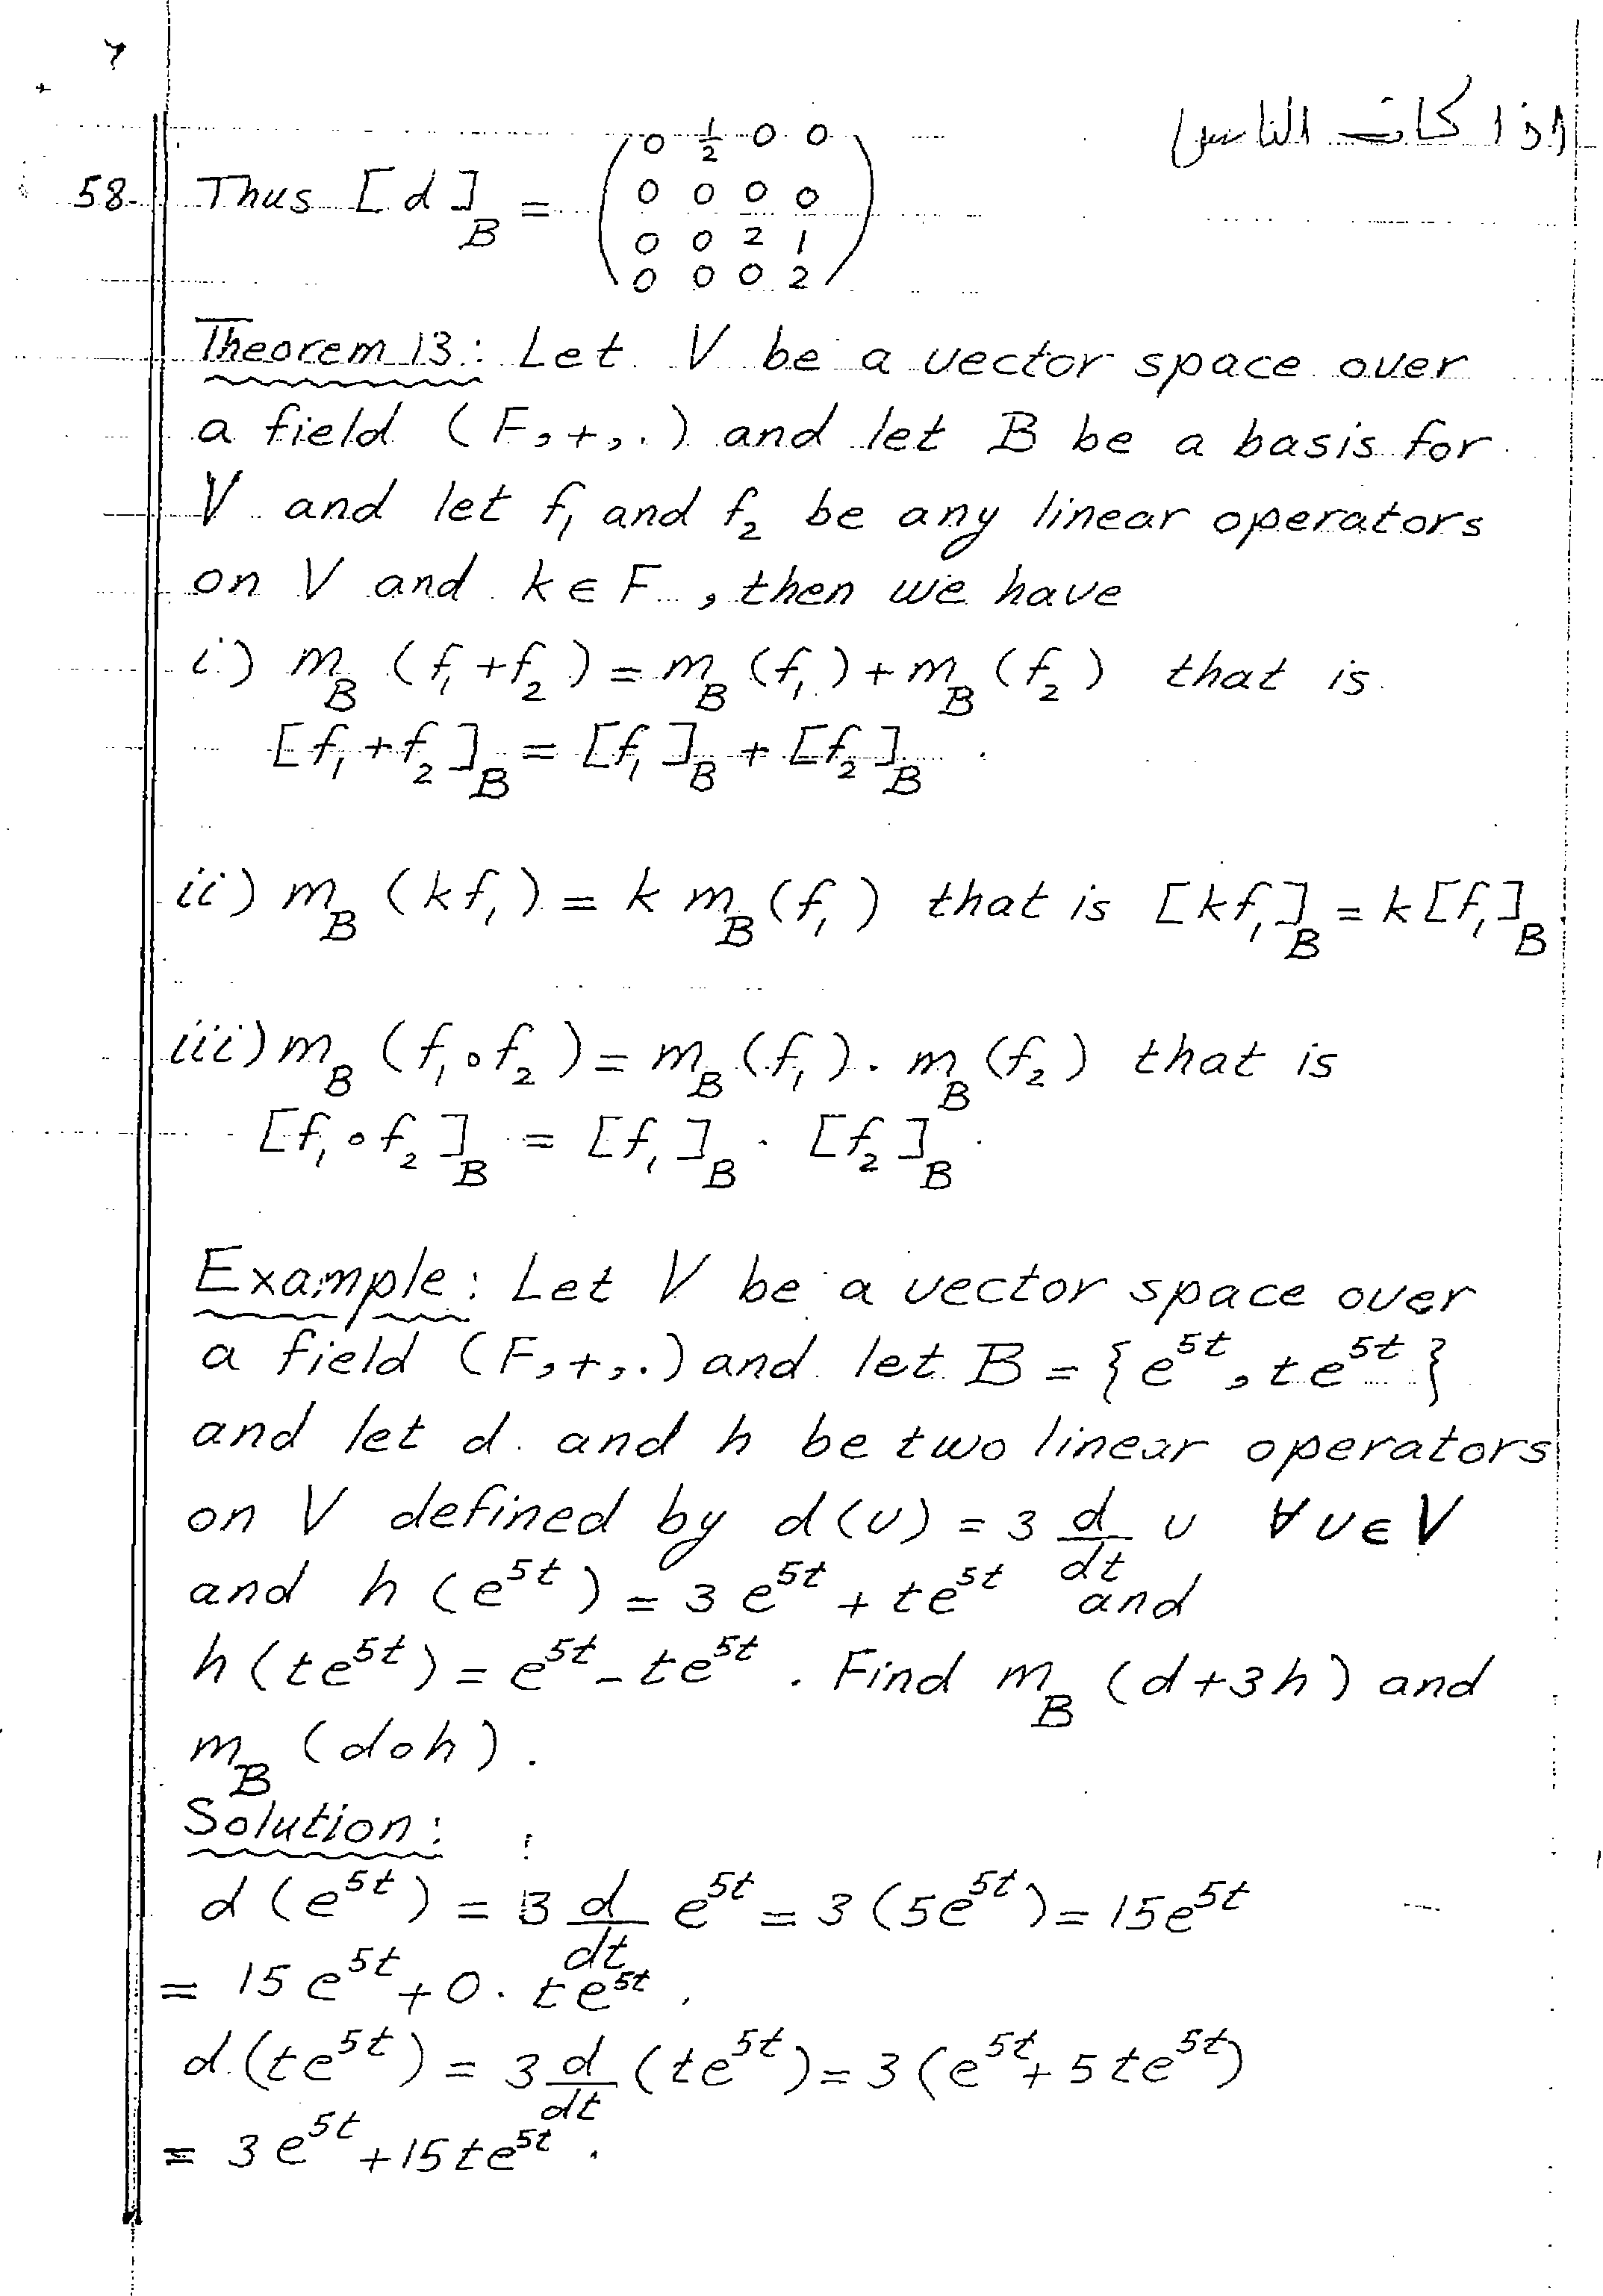 اذا كانت الناس
58. Thus [d]_B = ( 0 1/2 0 0
0 0 0 0
0 0 2 1
0 0 0 2 )
Theorem 13: Let V be a vector space over
a field (F,+,.) and let B be a basis for
V and let f₁ and f₂ be any linear operators
on V and k ∈ F, then we have
i) m_B (f₁+f₂) = m_B (f₁) + m_B (f₂) that is
[f₁+f₂]_B = [f₁]_B + [f₂]_B.
ii) m_B (kf₁) = k m_B (f₁) that is [kf₁]_B = k[f₁]_B
iii) m_B (f₁∘f₂) = m_B (f₁) . m_B (f₂) that is
[f₁∘f₂]_B = [f₁]_B . [f₂]_B.
Example: Let V be a vector space over
a field (F,+,.) and let B = {e^5t, te^5t}
and let d and h be two linear operators
on V defined by d(υ) = 3 d/dt υ ∀ υ ∈ V
and h(e^5t) = 3e^5t + te^5t and
h(te^5t) = e^5t - te^5t. Find m_B (d+3h) and
m_B (d∘h).
Solution:
d(e^5t) = 3 d/dt e^5t = 3(5e^5t) = 15e^5t
= 15e^5t + 0. te^5t.
d(te^5t) = 3 d/dt (te^5t) = 3(e^5t + 5te^5t)
= 3e^5t + 15te^5t.